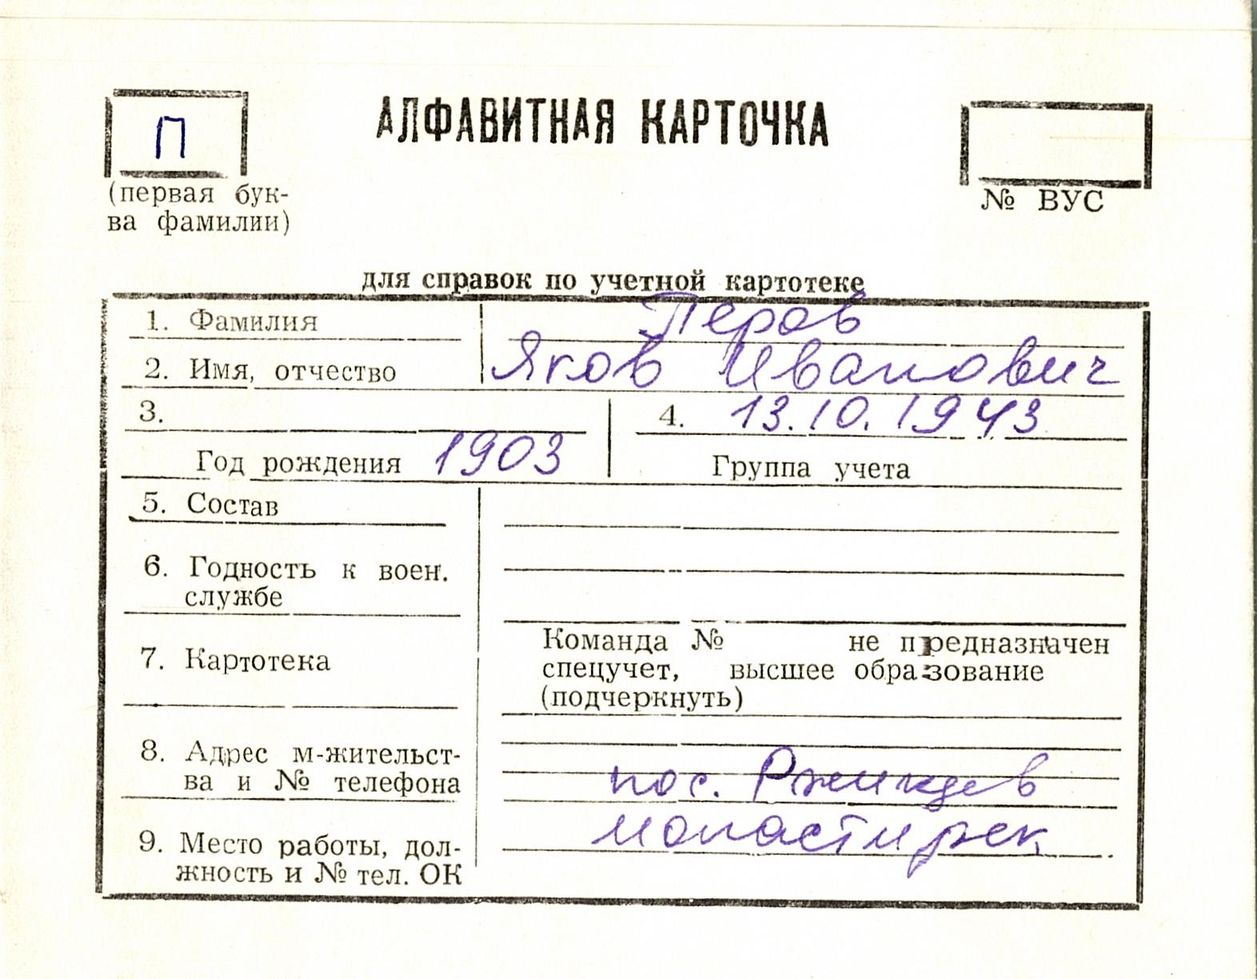 П
АЛФАВИТНАЯ КАРТОЧКА
(первая бук-
ва фамилии)
№ ВУС
для справок по учетной картотеке
1. Фамилия Перов
2. Имя, отчество Яков Иванович
3.
Год рождения 1903
4. 13.10.1943
Группа учета
5. Состав
6. Годность к воен.
службе
7. Картотека
Команда № не предназначен
спецучет, высшее образование
(подчеркнуть)
8. Адрес м-жительст-
ва и № телефона
пос. Ржищев
9. Место работы, дол-
жность и № тел. ОК